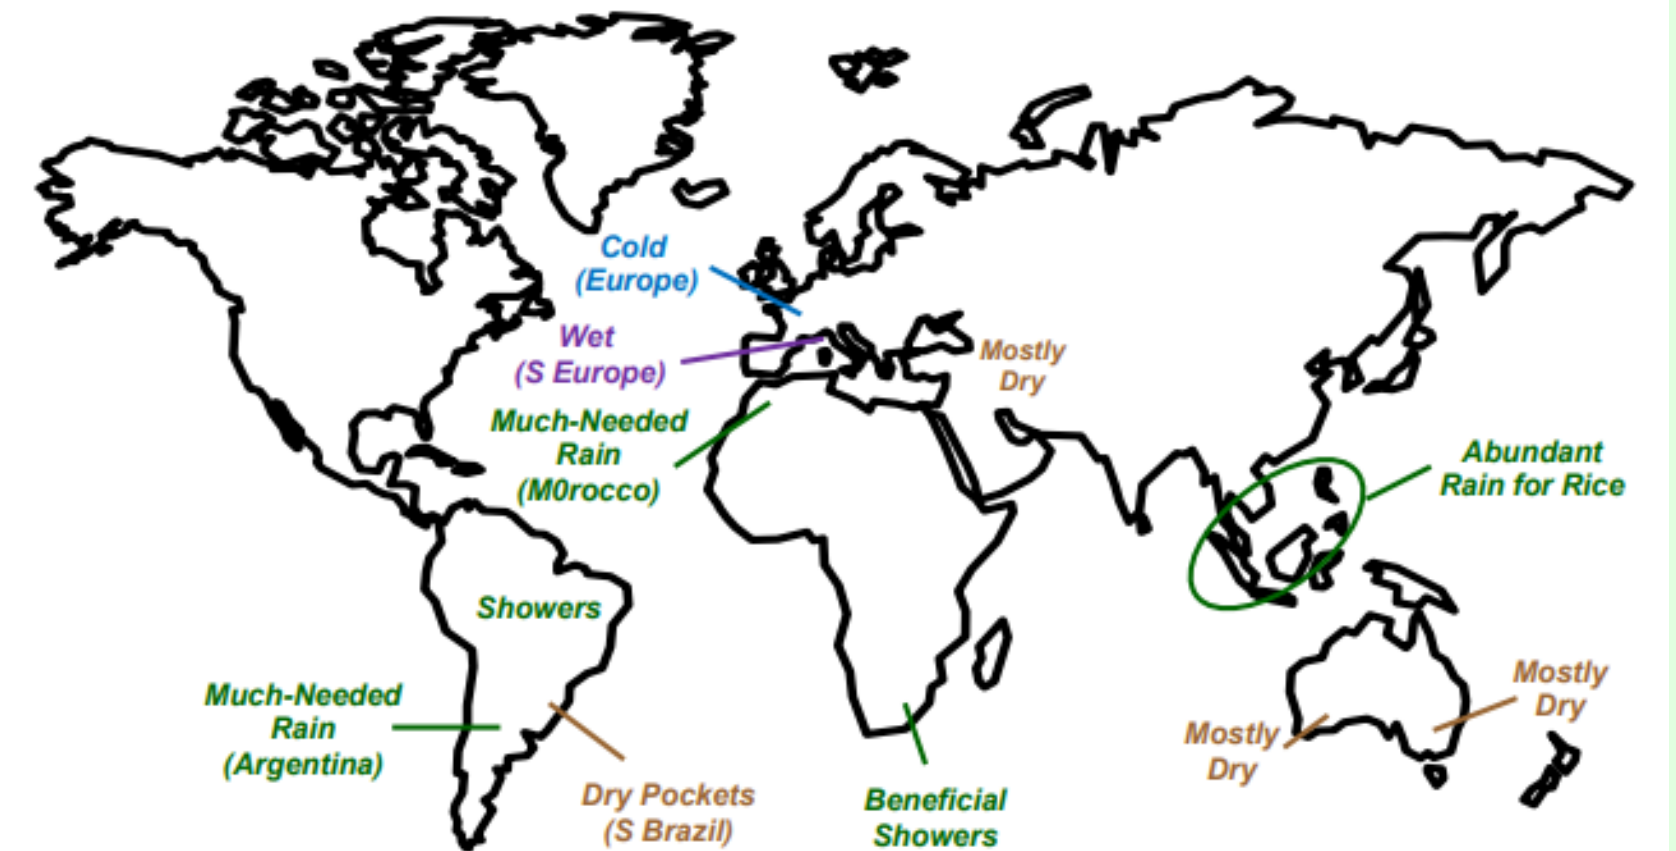 Cold
(Europe)
Wet
(S Europe)
Mostly
Dry
Much-Needed
Rain
(M0rocco)
Abundant
Rain for Rice
Showers
Much-Needed
Rain
(Argentina)
Mostly
Dry
Mostly
Dry
Dry Pockets
(S Brazil)
Beneficial
Showers